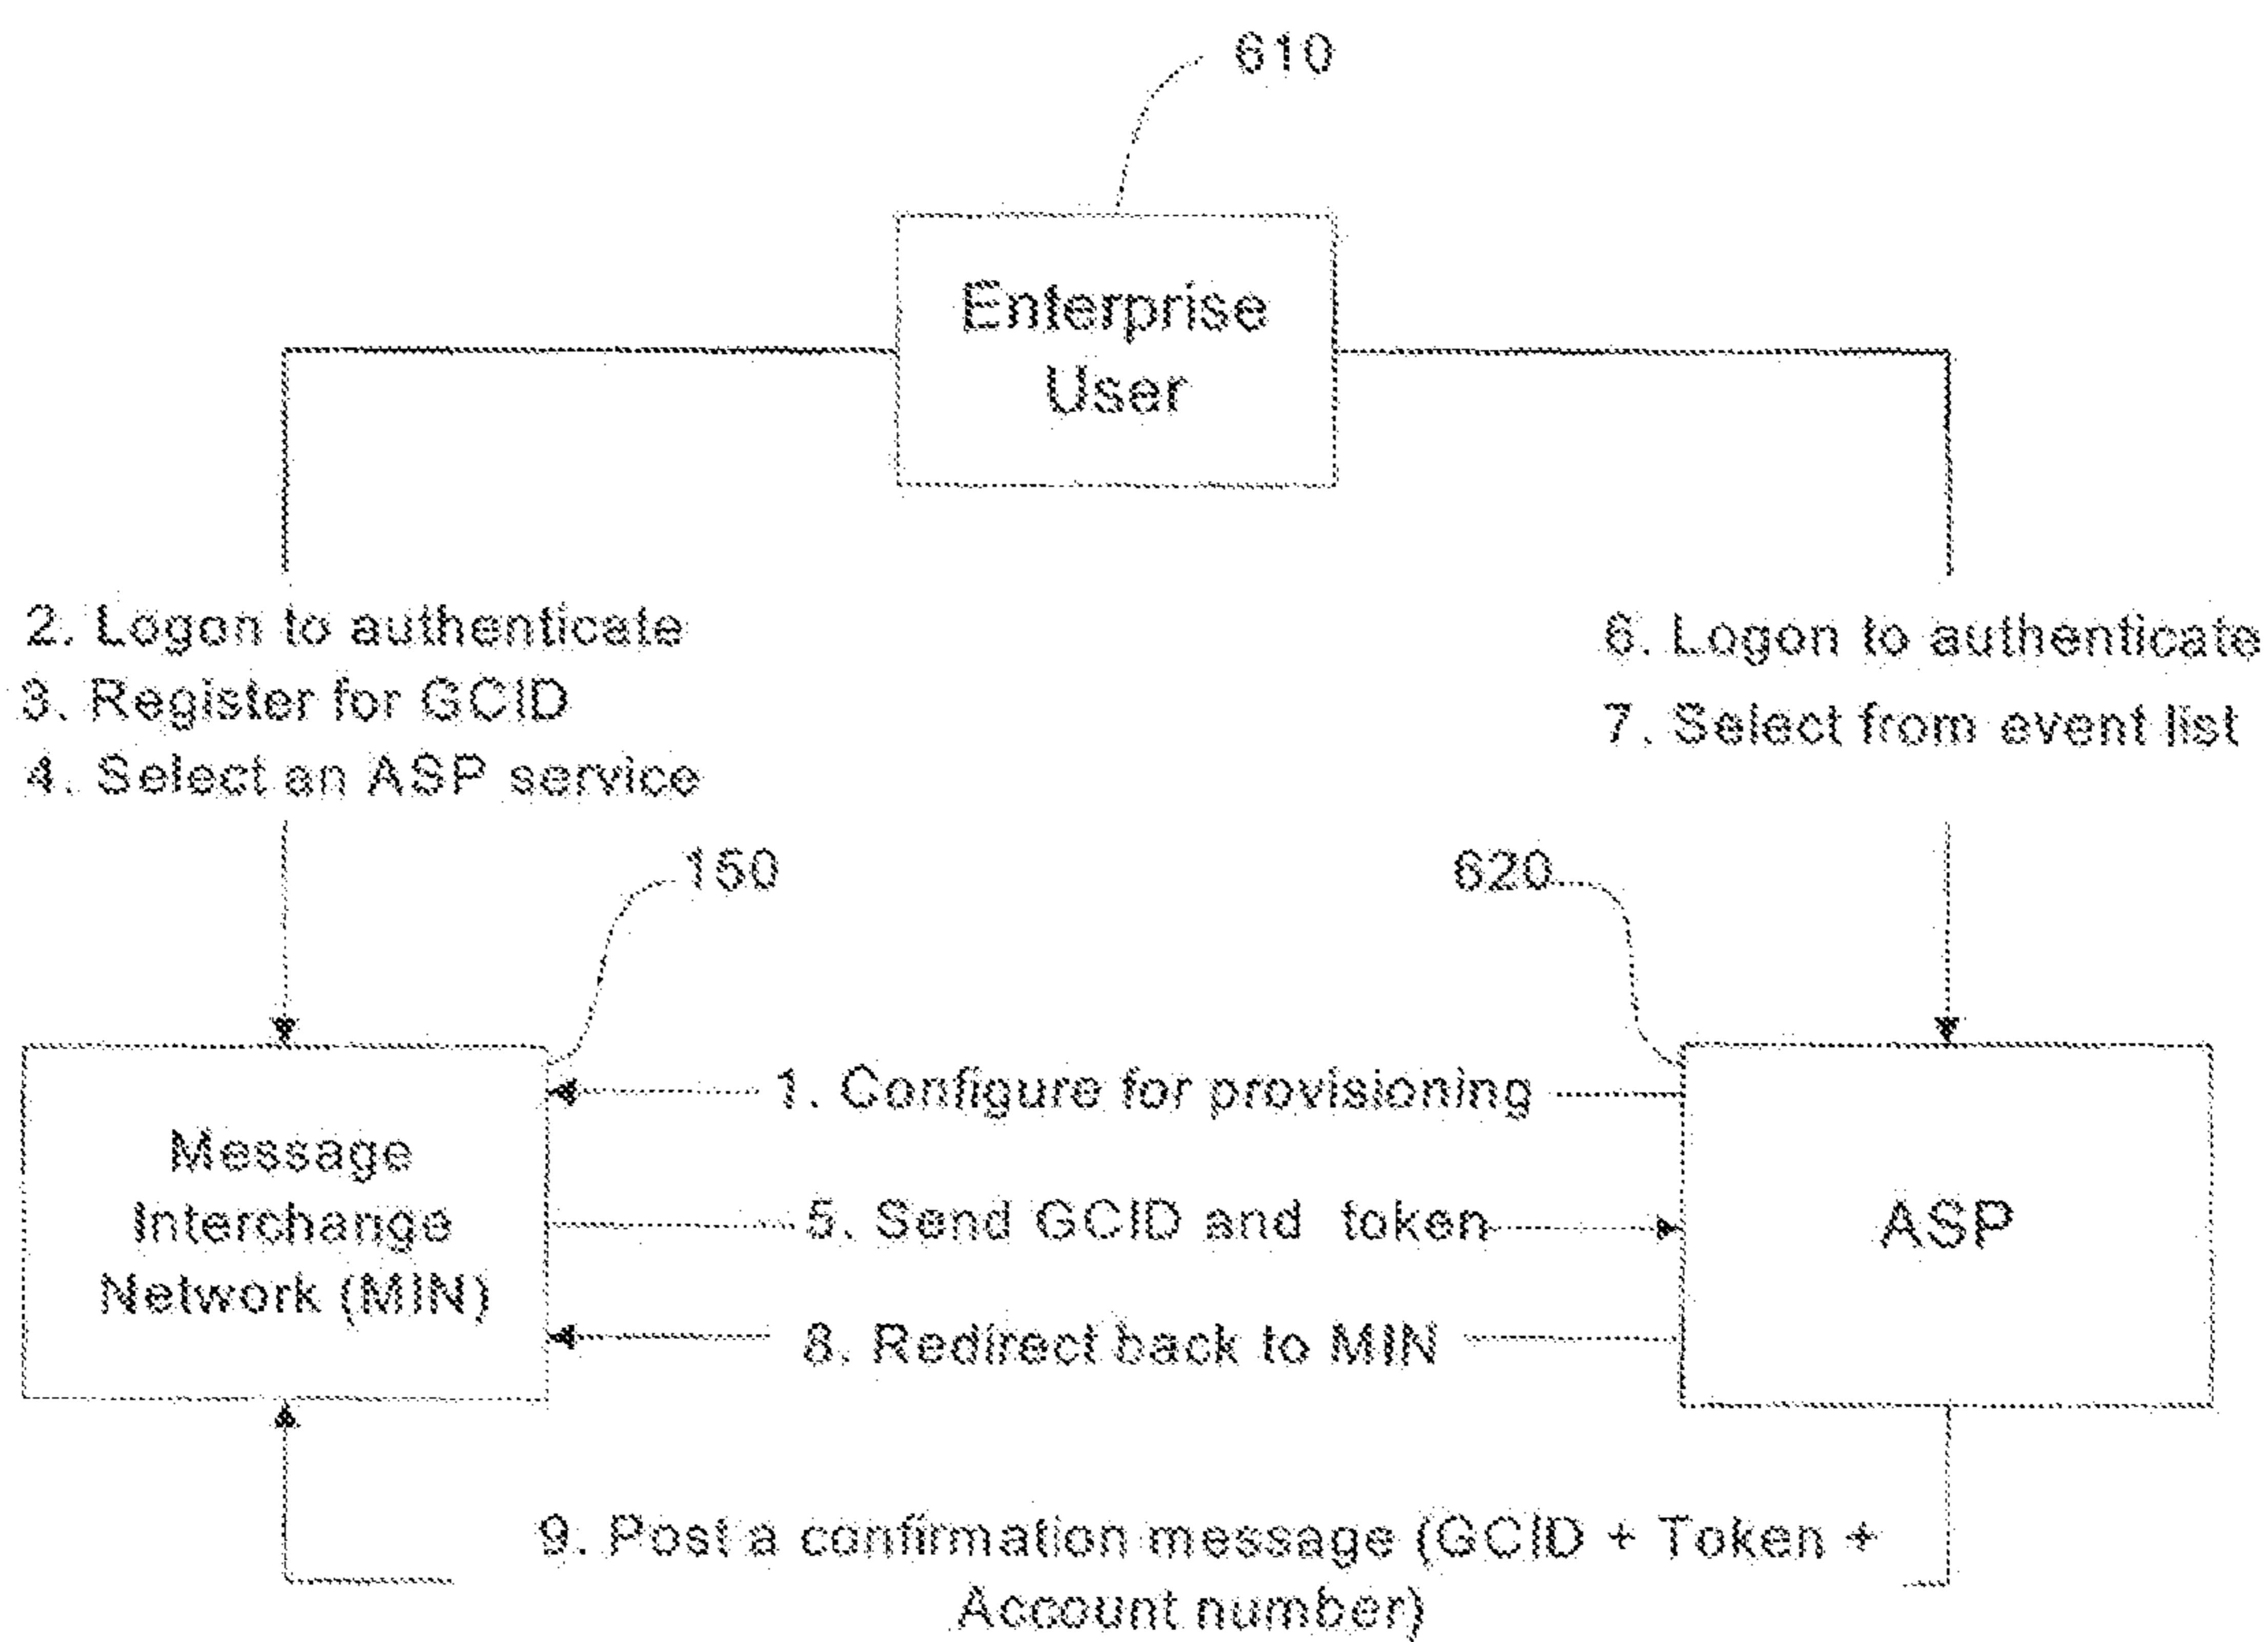 610
Enterprise
User
2. Logon to authenticate
3. Register for GCID
4. Select an ASP service
6. Logon to authenticate
7. Select from event list
150
620
1. Configure for provisioning
Message
Interchange
Network (MIN)
5. Send GCID and token
ASP
8. Redirect back to MIN
9. Post a confirmation message (GCID + Token +
Account number)